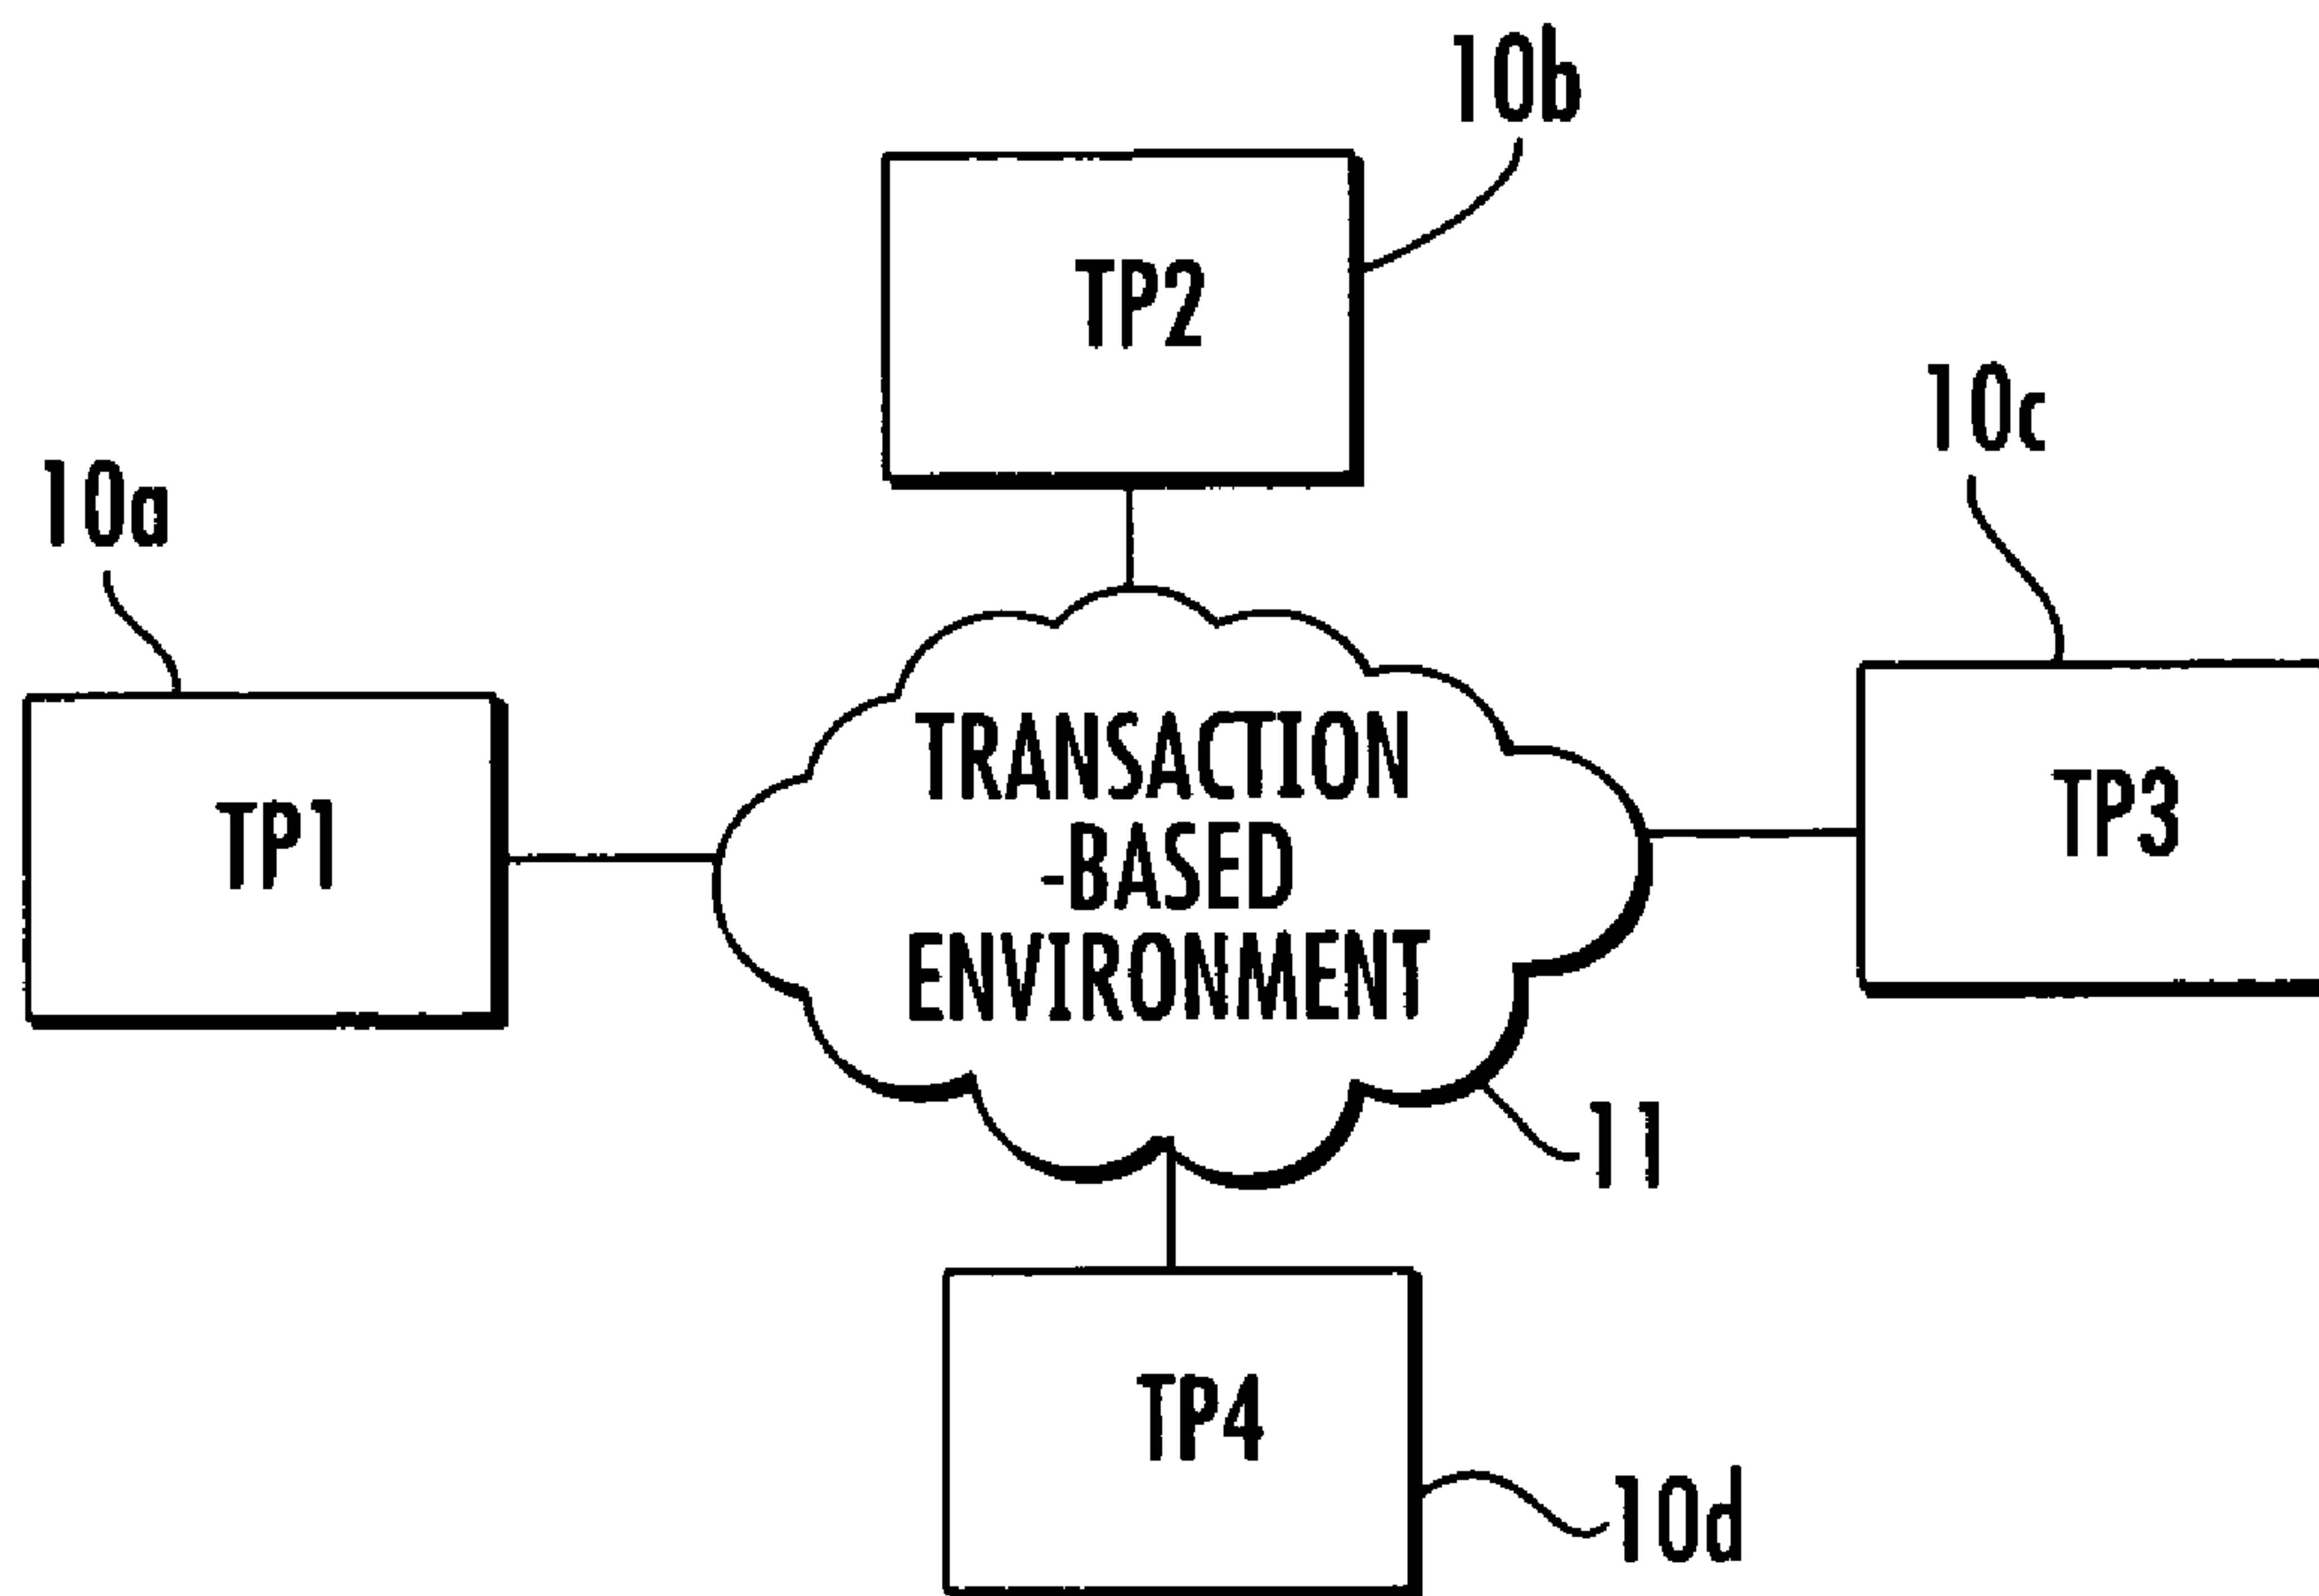 10b
TP2
10c
10a
TRANSACTION
-BASED
ENVIRONMENT
TP1
TP3
11
TP4
10d